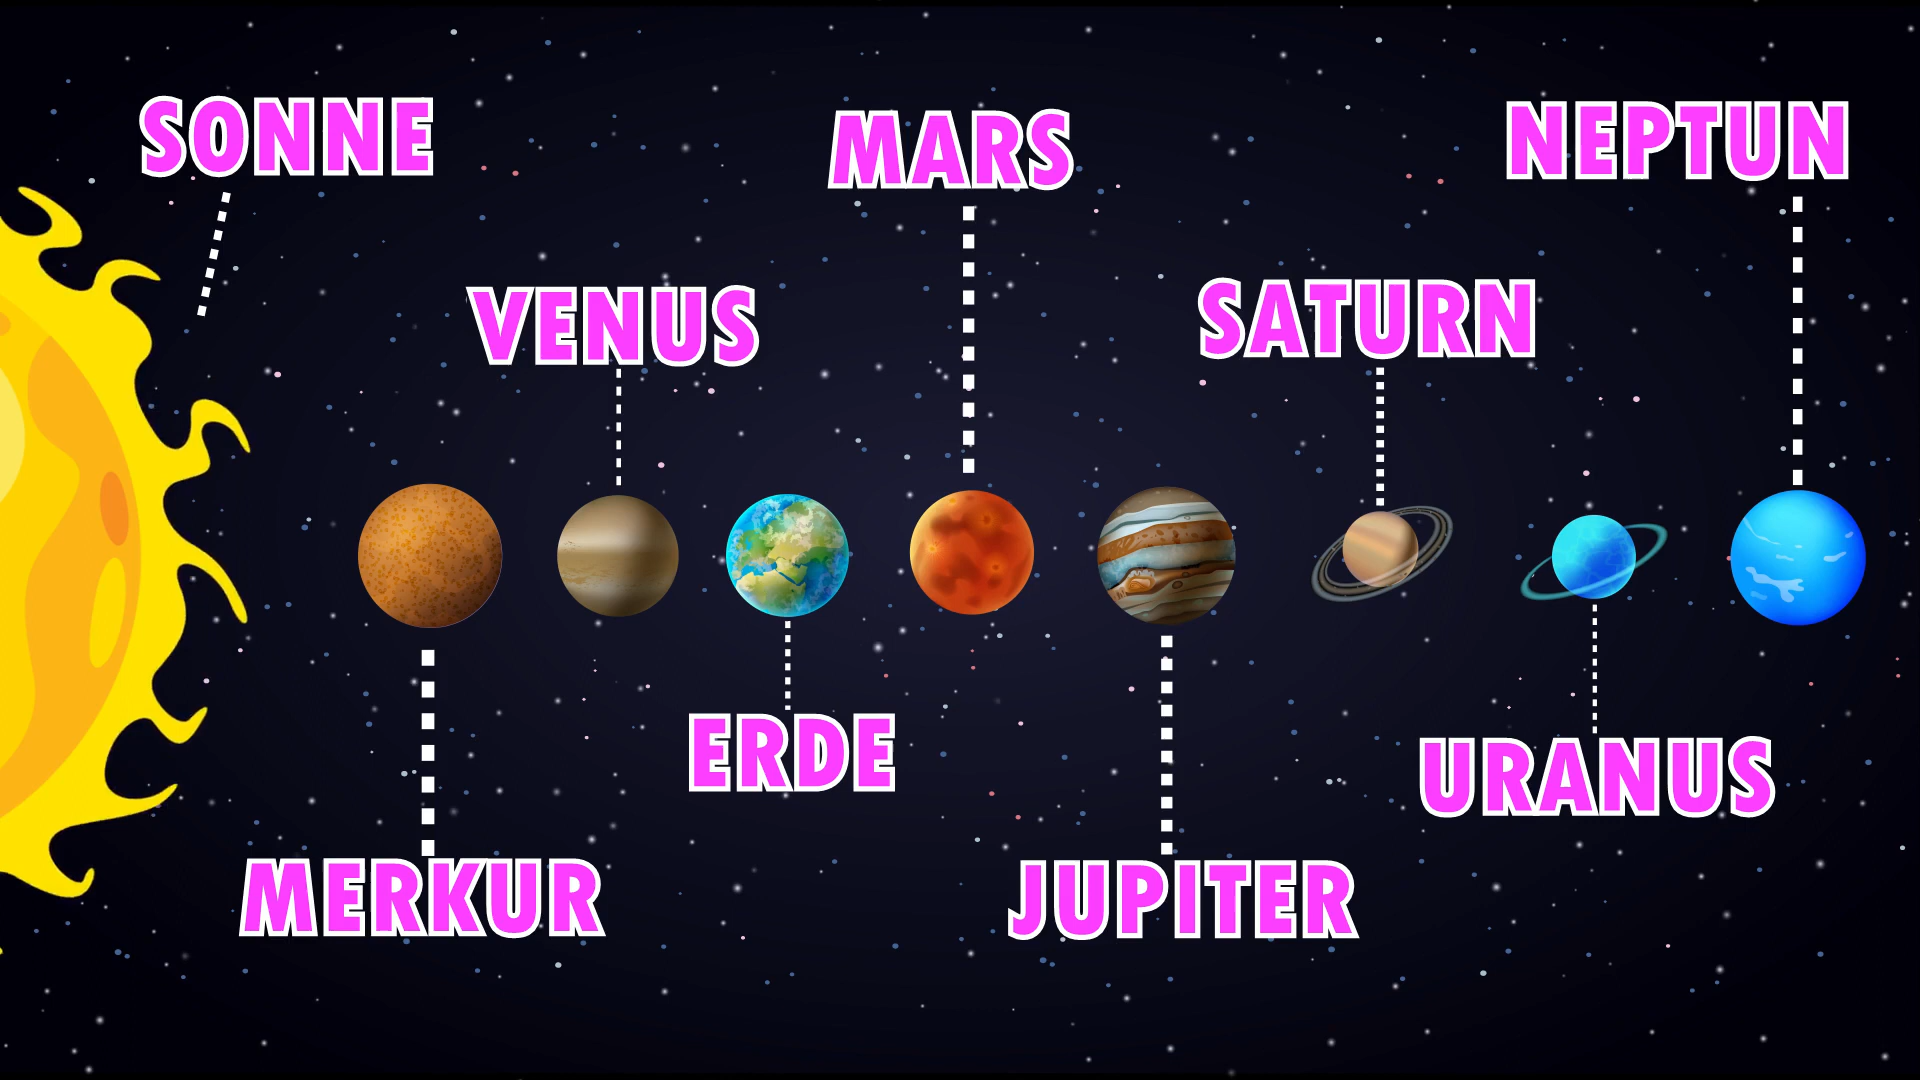 SONNE
MARS
NEPTUN
VENUS
SATURN
ERDE
URANUS
MERKUR
JUPITER